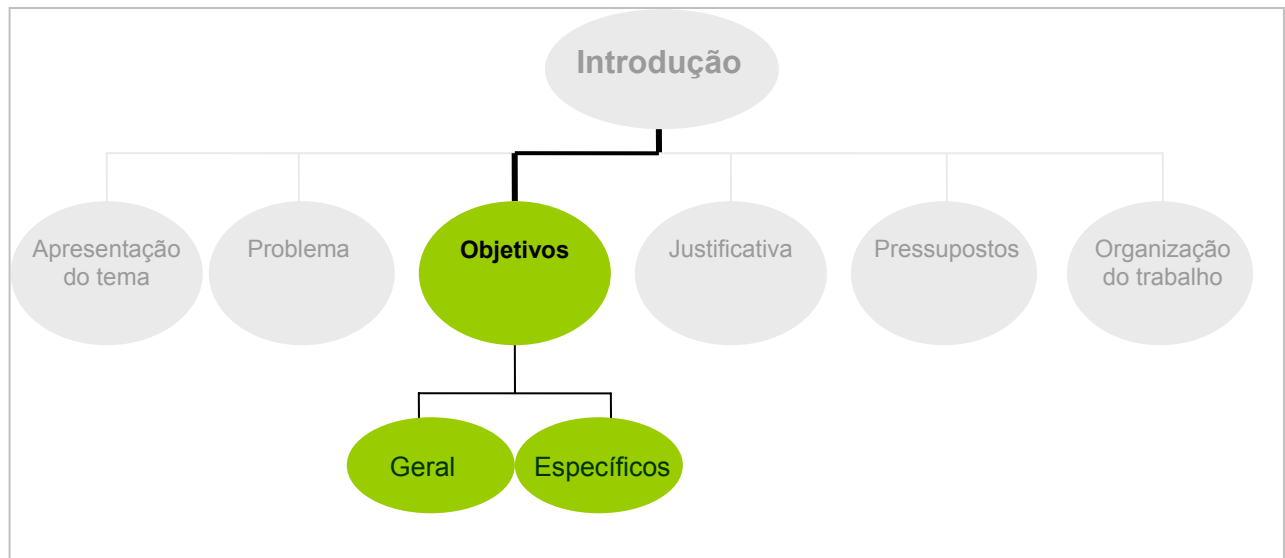 Introdução
Apresentação
do tema
Problema
Objetivos
Justificativa
Pressupostos
Organização
do trabalho
Geral
Específicos